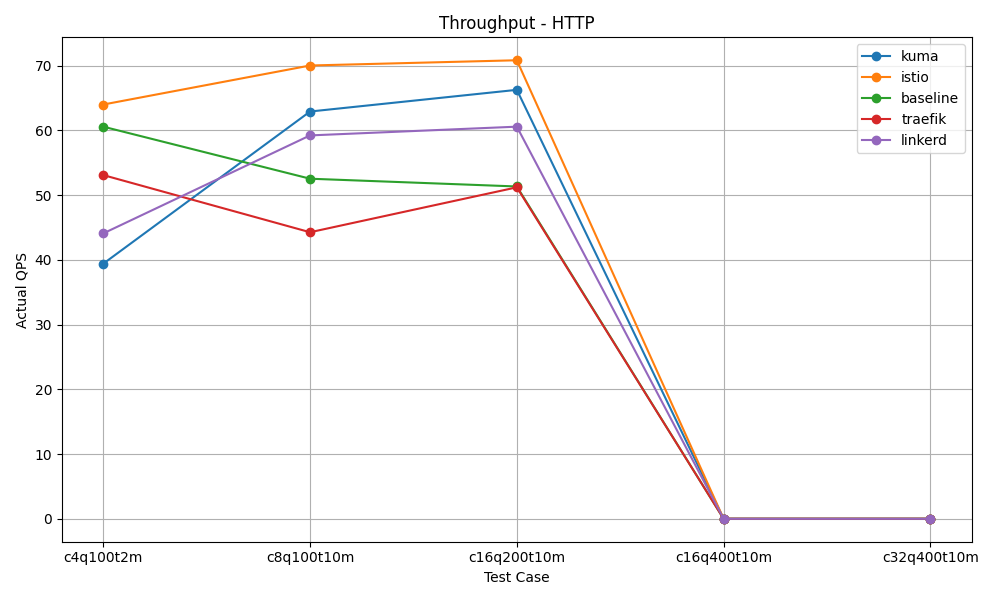 Throughput - HTTP
kuma
istio
baseline
traefik
linkerd
Actual QPS
70
60
50
40
30
20
10
0
c4q100t2m
c8q100t10m
c16q200t10m
c16q400t10m
c32q400t10m
Test Case